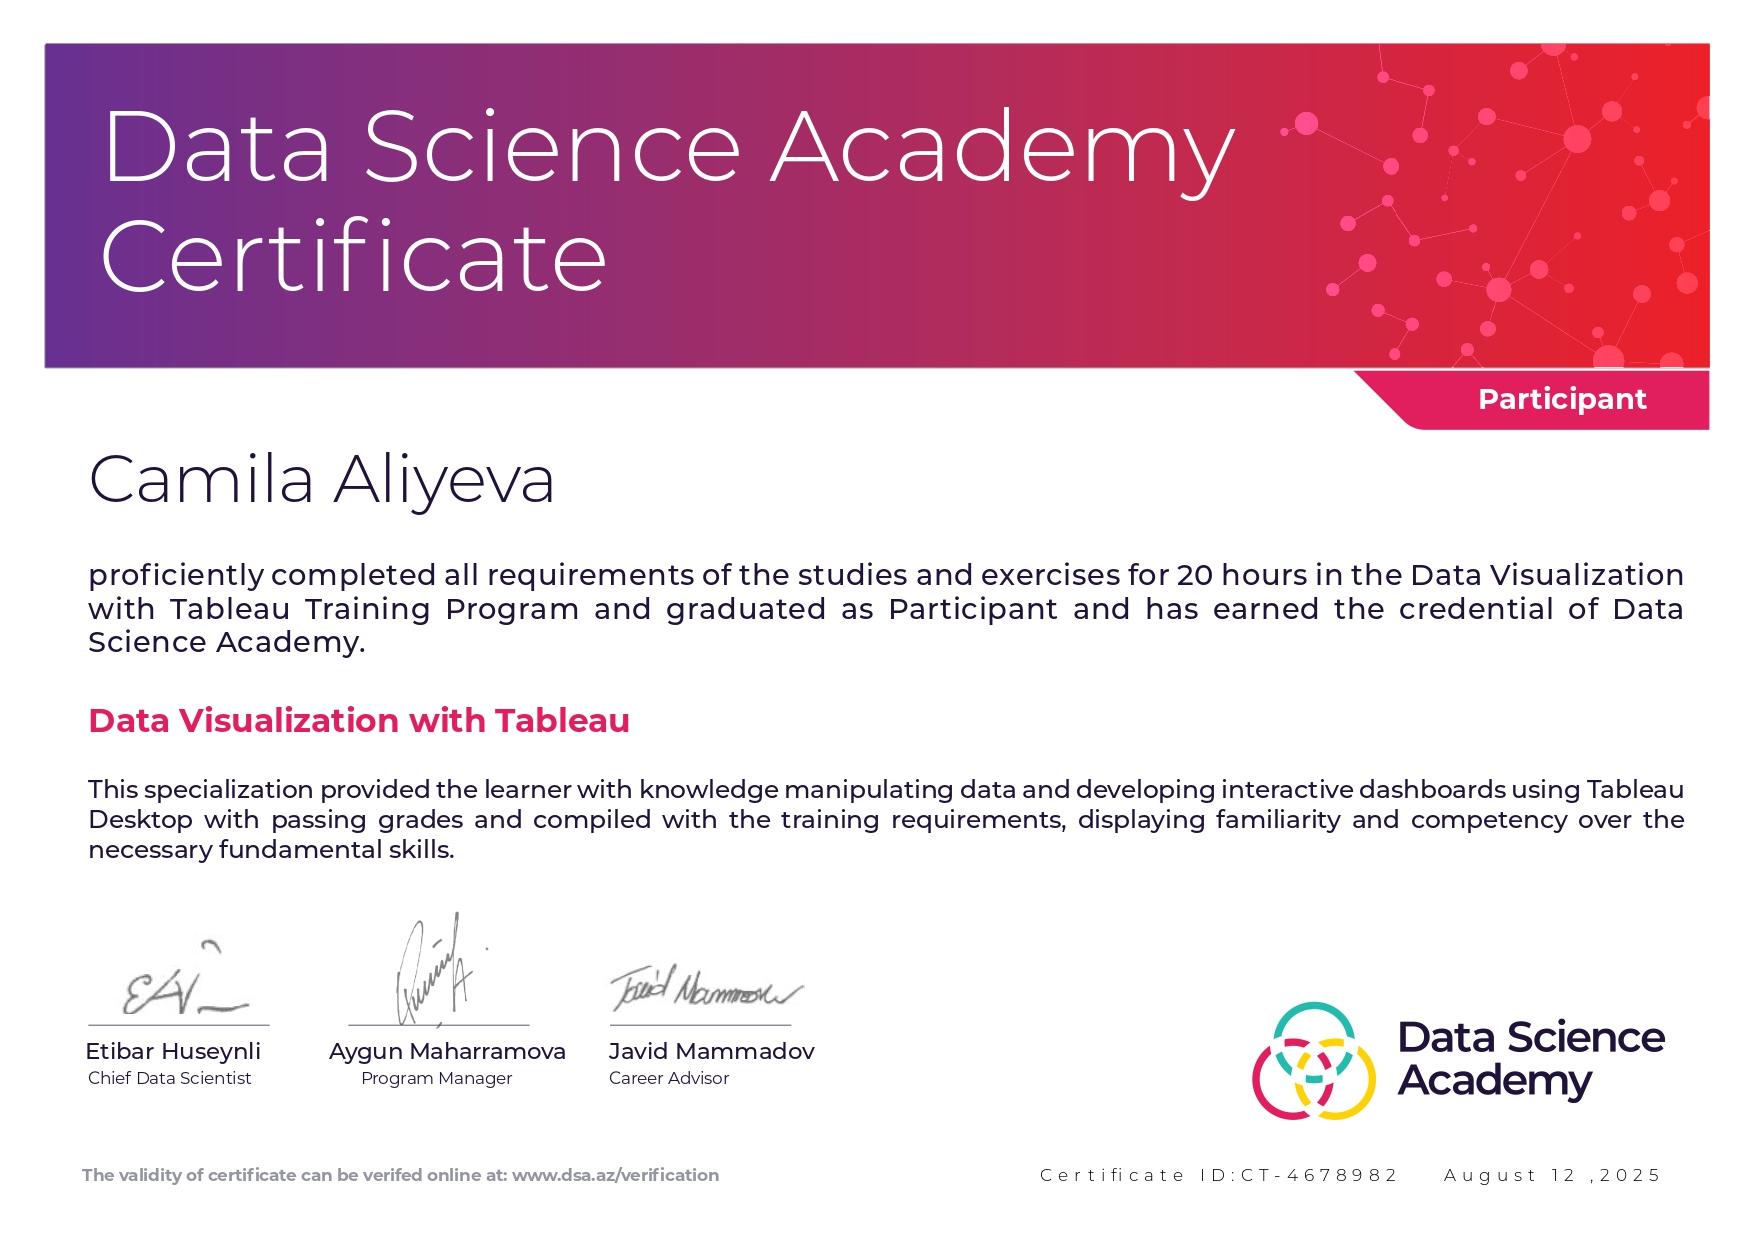 Data Science Academy
Certificate
Participant
Camila Aliyeva
proficiently completed all requirements of the studies and exercises for 20 hours in the Data Visualization
with Tableau Training Program and graduated as Participant and has earned the credential of Data
Science Academy.
Data Visualization with Tableau
This specialization provided the learner with knowledge manipulating data and developing interactive dashboards using Tableau
Desktop with passing grades and compiled with the training requirements, displaying familiarity and competency over the
necessary fundamental skills.
Javid Mammadov
Etibar Huseynli
Chief Data Scientist
Aygun Maharramova
Program Manager
Javid Mammadov
Career Advisor
Data Science
Academy
The validity of certificate can be verifed online at: www.dsa.az/verification
Certificate ID:CT-4678982
August 12 ,2025